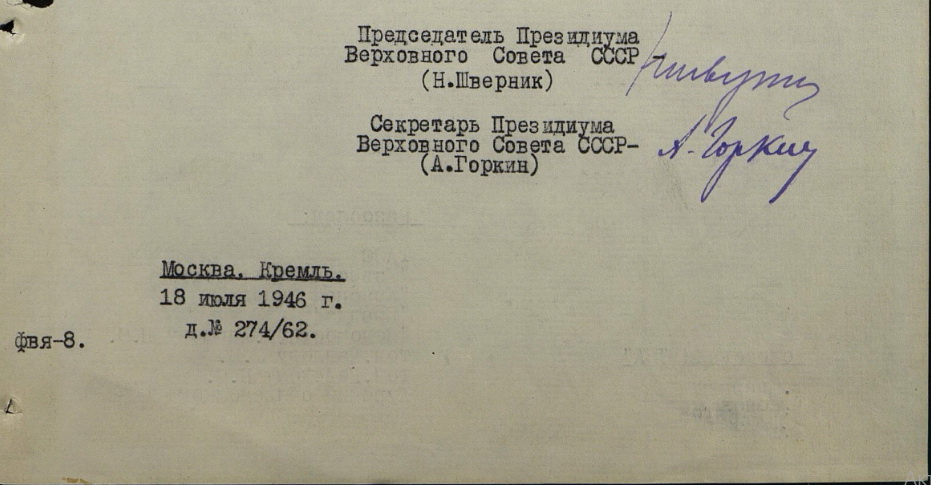 Председатель Президиума
Верховного Совета СССР -
(Н.Шверник)
Секретарь Президиума
Верховного Совета СССР-
(А.Горкин)
А. Горкин
Москва. Кремль.
18 июля 1946 г.
д.№ 274/62.
фвя-8.